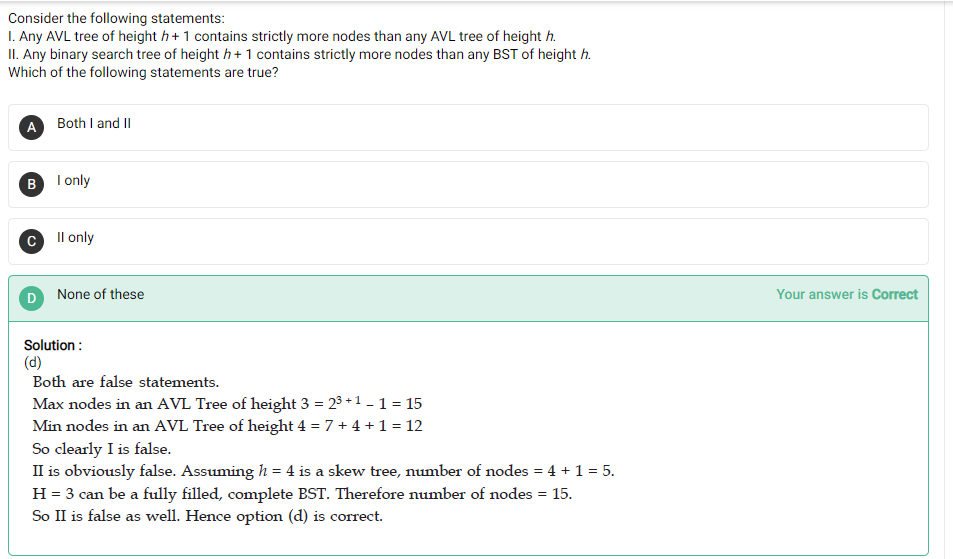 Consider the following statements:
I. Any AVL tree of height h + 1 contains strictly more nodes than any AVL tree of height h.
II. Any binary search tree of height h + 1 contains strictly more nodes than any BST of height h.
Which of the following statements are true?
A Both I and II
B I only
C II only
D None of these Your answer is Correct
Solution :
(d)
Both are false statements.
Max nodes in an AVL Tree of height 3 = 2³ ⁺ ¹ – 1 = 15
Min nodes in an AVL Tree of height 4 = 7 + 4 + 1 = 12
So clearly I is false.
II is obviously false. Assuming h = 4 is a skew tree, number of nodes = 4 + 1 = 5.
H = 3 can be a fully filled, complete BST. Therefore number of nodes = 15.
So II is false as well. Hence option (d) is correct.